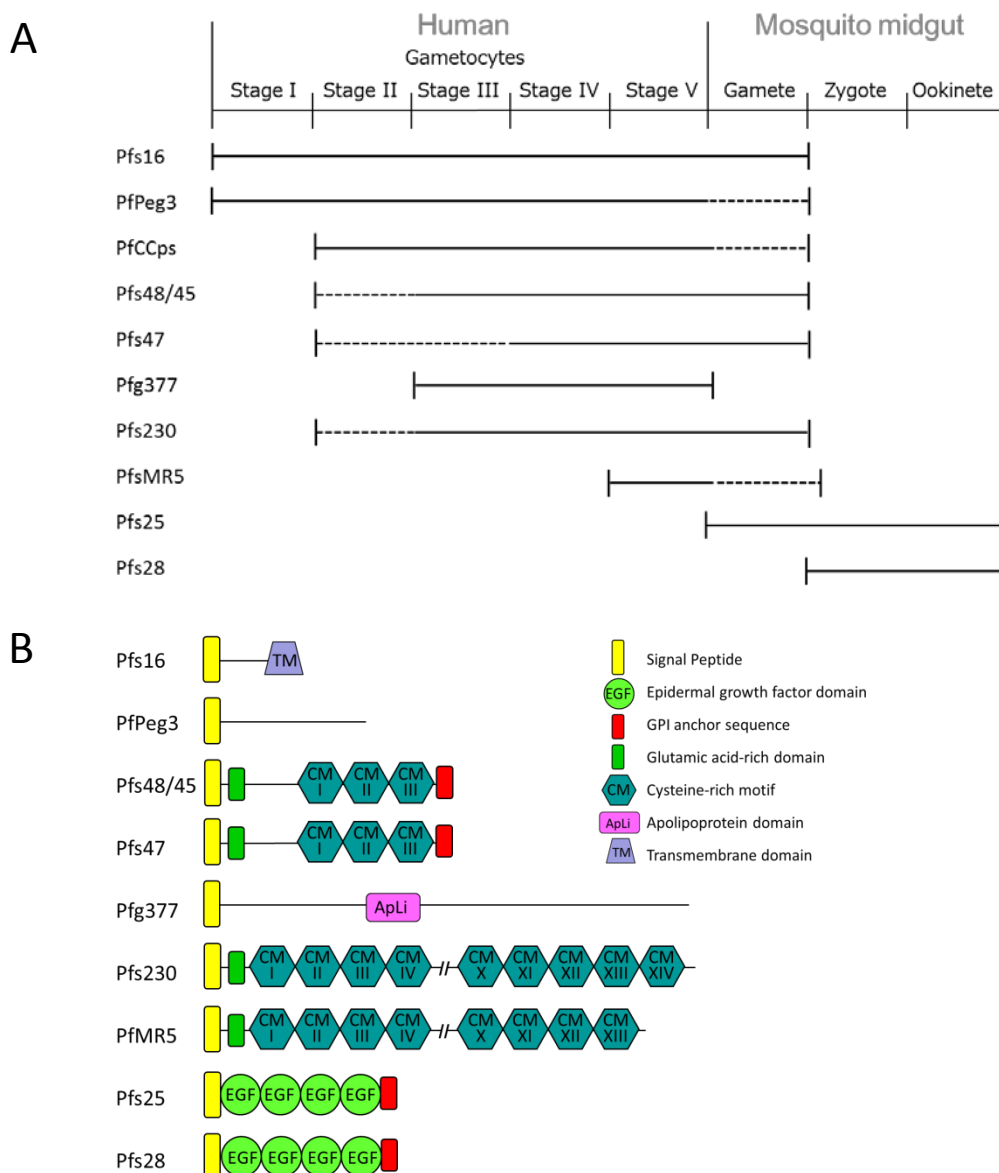 A
Human
Mosquito midgut
Gametocytes
Stage I Stage II Stage III Stage IV Stage V Gamete Zygote Ookinete
Pfs16
PfPeg3
PfCCps
Pfs48/45
Pfs47
Pfg377
Pfs230
PfsMR5
Pfs25
Pfs28
B
Pfs16 TM
PfPeg3
Pfs48/45 CM I CM II CM III
Pfs47 CM I CM II CM III
Pfg377 ApLi
Pfs230 CM I CM II CM III CM IV // CM X CM XI CM XII CM XIII CM XIV
PfMR5 CM I CM II CM III CM IV // CM X CM XI CM XII CM XIII
Pfs25 EGF EGF EGF EGF
Pfs28 EGF EGF EGF EGF
Signal Peptide
EGF Epidermal growth factor domain
GPI anchor sequence
Glutamic acid-rich domain
CM Cysteine-rich motif
ApLi Apolipoprotein domain
TM Transmembrane domain